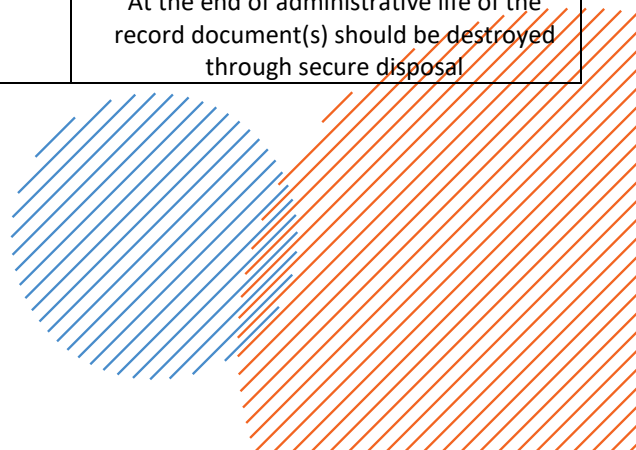 At the end of administrative life of the
record document(s) should be destroyed
through secure disposal